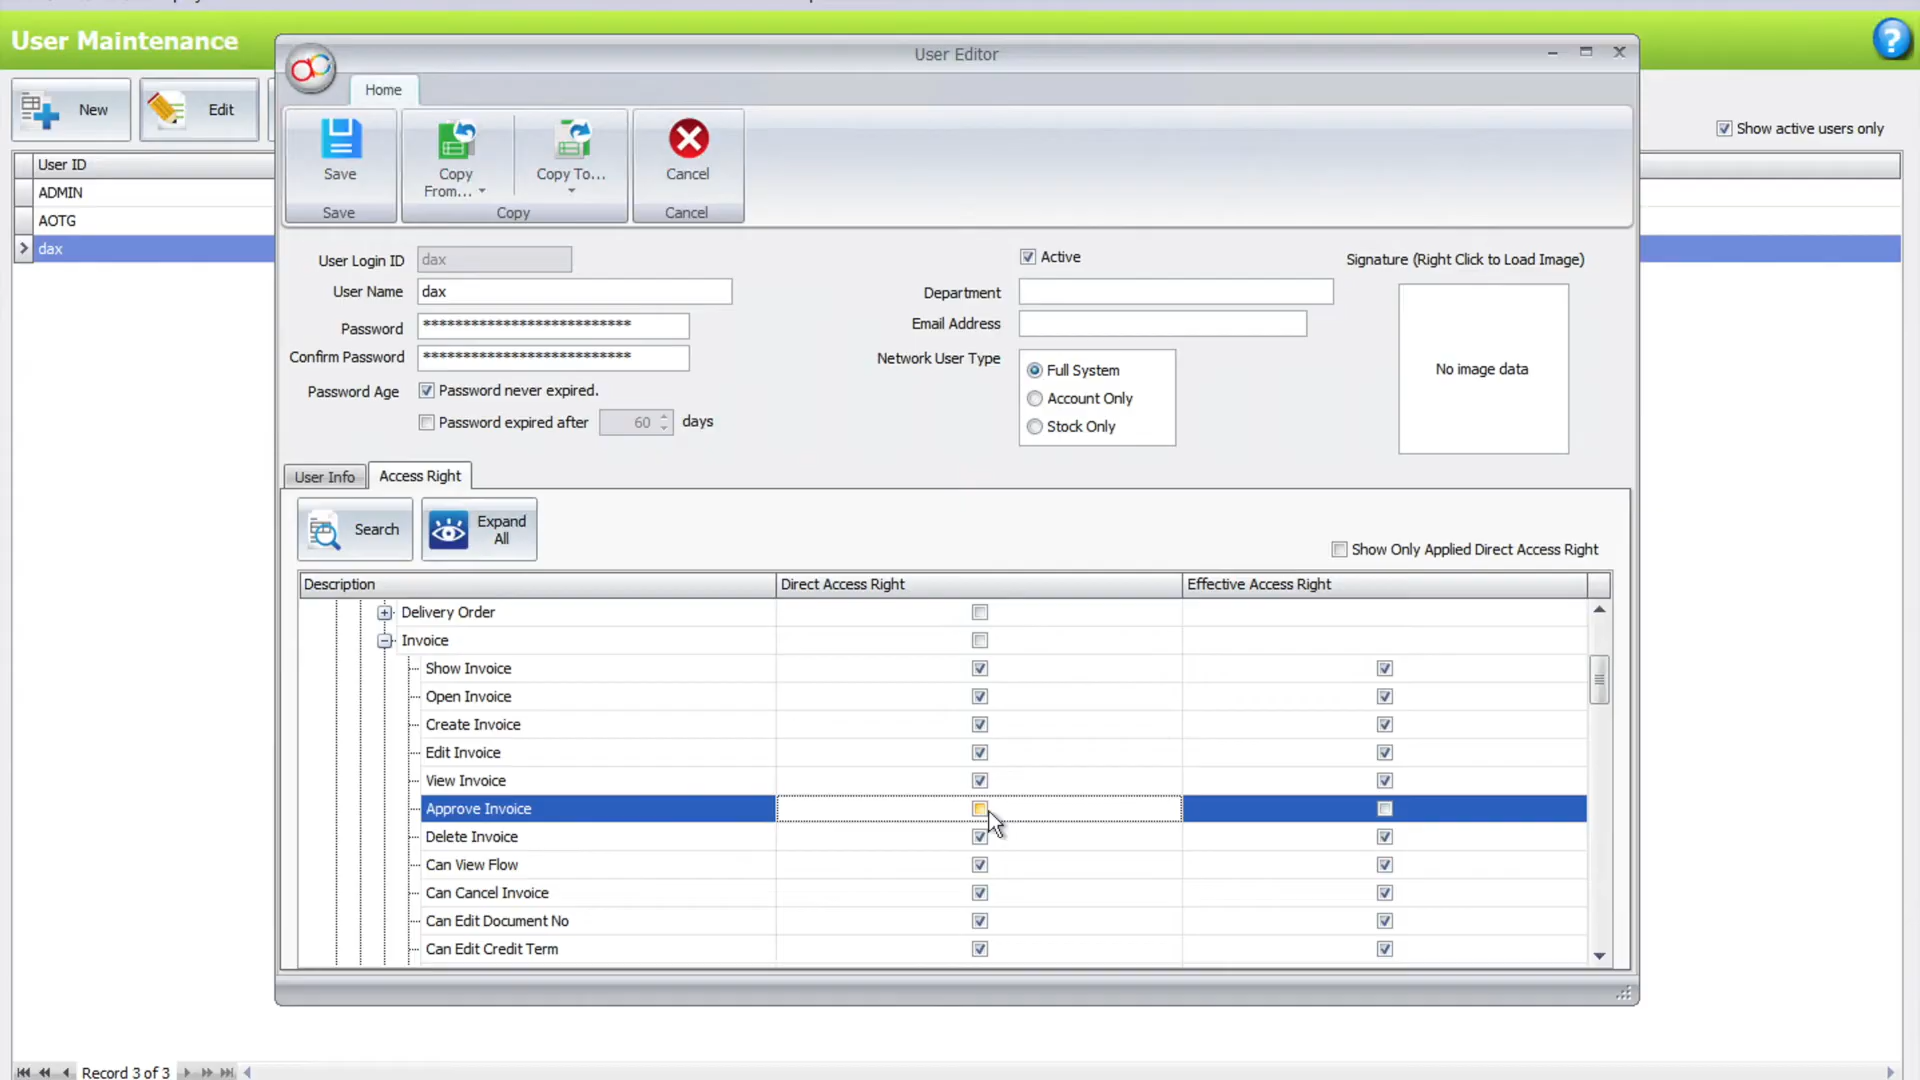 User Maintenance
User Editor
Home
New
Edit
Save
Copy From...
Copy To...
Cancel
Save
Copy
Cancel
Show active users only
User ID
ADMIN
AOTG
dax
User Login ID
dax
User Name
dax
Password
**************************
Confirm Password
**************************
Password Age
Password never expired.
Password expired after
60
days
Active
Department
Email Address
Network User Type
Full System
Account Only
Stock Only
Signature (Right Click to Load Image)
No image data
User Info
Access Right
Search
Expand All
Show Only Applied Direct Access Right
Description
Direct Access Right
Effective Access Right
Delivery Order
Invoice
Show Invoice
Open Invoice
Create Invoice
Edit Invoice
View Invoice
Approve Invoice
Delete Invoice
Can View Flow
Can Cancel Invoice
Can Edit Document No
Can Edit Credit Term
Record 3 of 3